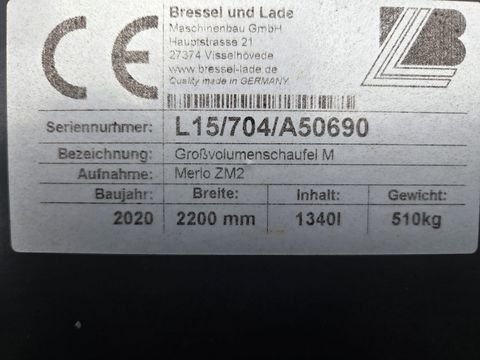 CE
Bressel und Lade
Maschinenbau GmbH
Hauptstrasse 21
27374 Visselhövede
www.bressel-lade.de
Quality made in GERMANY
LB
Seriennummer: L15/704/A50690
Bezeichnung: Großvolumenschaufel M
Aufnahme: Merlo ZM2
Baujahr: Breite: Inhalt: Gewicht:
2020 2200 mm 1340l 510kg